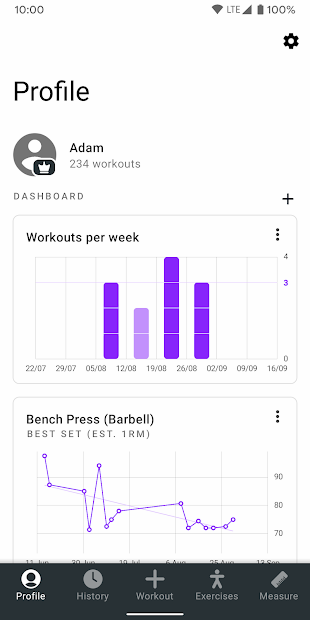 10:00 LTE 100%
Profile
Adam
234 workouts
DASHBOARD
Workouts per week
4
3
0
22/07 29/07 05/08 12/08 19/08 26/08 02/09 09/09 16/09
Bench Press (Barbell)
BEST SET (EST. 1RM)
90
80
70
11 Jun 30 Jun 19 Jul 6 Aug 25 Aug 13 Sep
Profile History Workout Exercises Measure